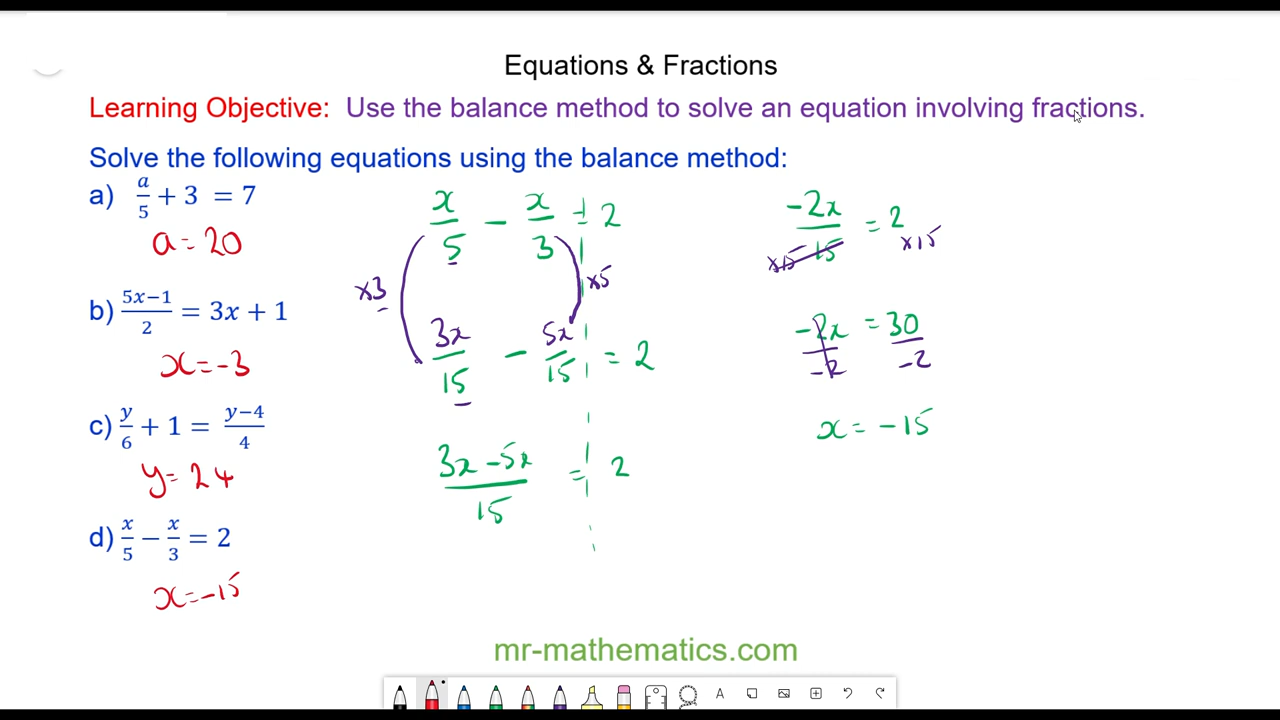 Equations & Fractions
Learning Objective: Use the balance method to solve an equation involving fractions.
Solve the following equations using the balance method:
a) a/5 + 3 = 7
a = 20
b) (5x−1)/2 = 3x + 1
x = -3
c) y/6 + 1 = (y−4)/4
y = 24
d) x/5 − x/3 = 2
x = -15
x/5 - x/3 = 2
×3 ×5
3x/15 - 5x/15 = 2
(3x - 5x)/15 = 2
-2x/15 = 2
×15 ×15
-2x/-2 = 30/-2
x = -15
mr-mathematics.com
A